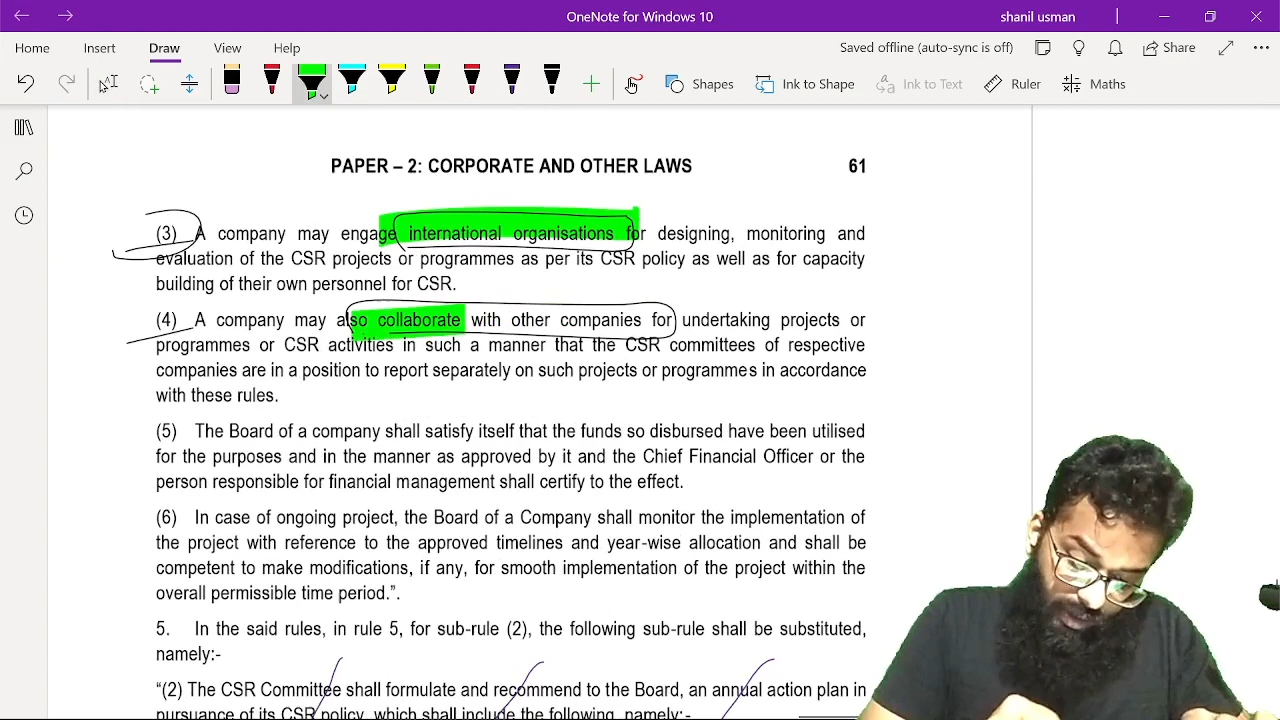 OneNote for Windows 10
shanil usman
Home Insert Draw View Help
Saved offline (auto-sync is off)
Share
Shapes
Ink to Shape
Ink to Text
Ruler
Maths
PAPER – 2: CORPORATE AND OTHER LAWS 61
(3) A company may engage international organisations for designing, monitoring and
evaluation of the CSR projects or programmes as per its CSR policy as well as for capacity
building of their own personnel for CSR.
(4) A company may also collaborate with other companies for undertaking projects or
programmes or CSR activities in such a manner that the CSR committees of respective
companies are in a position to report separately on such projects or programmes in accordance
with these rules.
(5) The Board of a company shall satisfy itself that the funds so disbursed have been utilised
for the purposes and in the manner as approved by it and the Chief Financial Officer or the
person responsible for financial management shall certify to the effect.
(6) In case of ongoing project, the Board of a Company shall monitor the implementation of
the project with reference to the approved timelines and year-wise allocation and shall be
competent to make modifications, if any, for smooth implementation of the project within the
overall permissible time period.”.
5. In the said rules, in rule 5, for sub-rule (2), the following sub-rule shall be substituted,
namely:-
“(2) The CSR Committee shall formulate and recommend to the Board, an annual action plan in
pursuance of its CSR policy, which shall include the following, namely:-